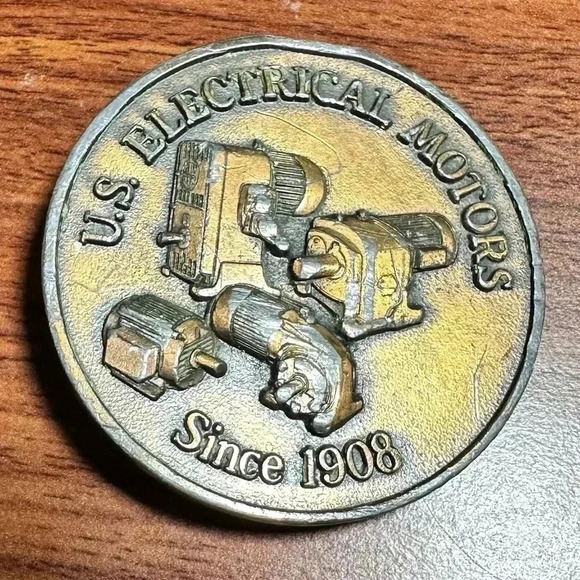 U.S. ELECTRICAL MOTORS
Since 1908